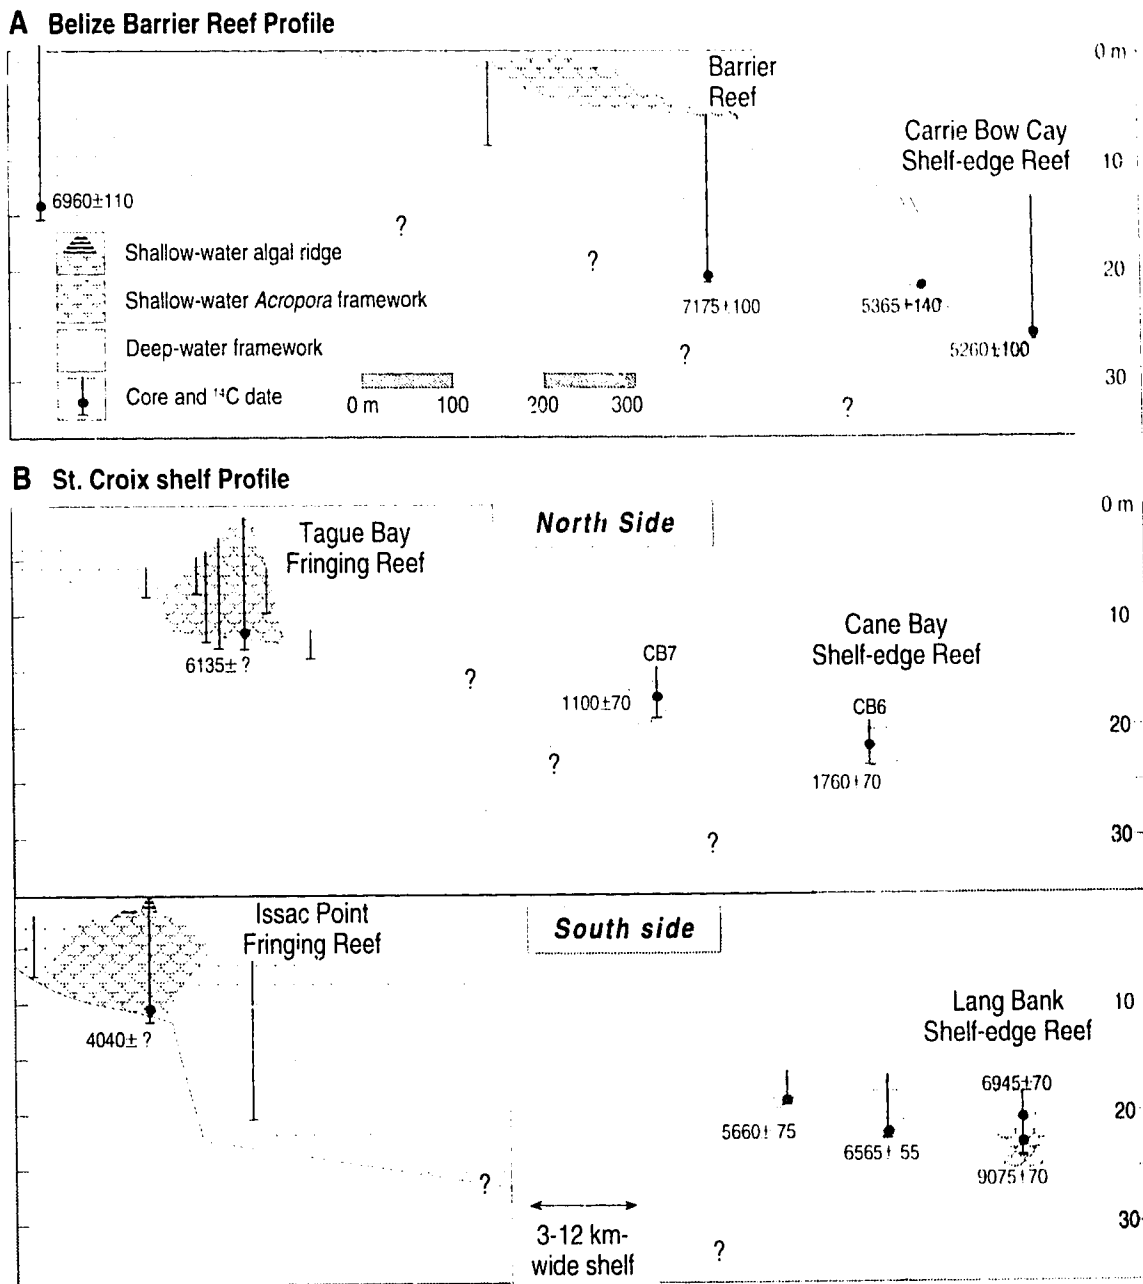 A Belize Barrier Reef Profile
0 m
Barrier
Reef
Carrie Bow Cay
Shelf-edge Reef
10
6960±110
?
Shallow-water algal ridge
?
20
Shallow-water Acropora framework
7175±100
5365±140
Deep-water framework
?
5260±100
Core and ¹⁴C date
30
0 m 100 200 300
?
B St. Croix shelf Profile
0 m
Tague Bay
Fringing Reef
North Side
10
Cane Bay
Shelf-edge Reef
6135± ?
CB7
?
1100±70
CB6
20
?
1760±70
30
?
Issac Point
Fringing Reef
South side
10
Lang Bank
Shelf-edge Reef
4040± ?
6945±70
20
5660± 75
6565± 55
9075±70
?
30
3-12 km-
wide shelf
?